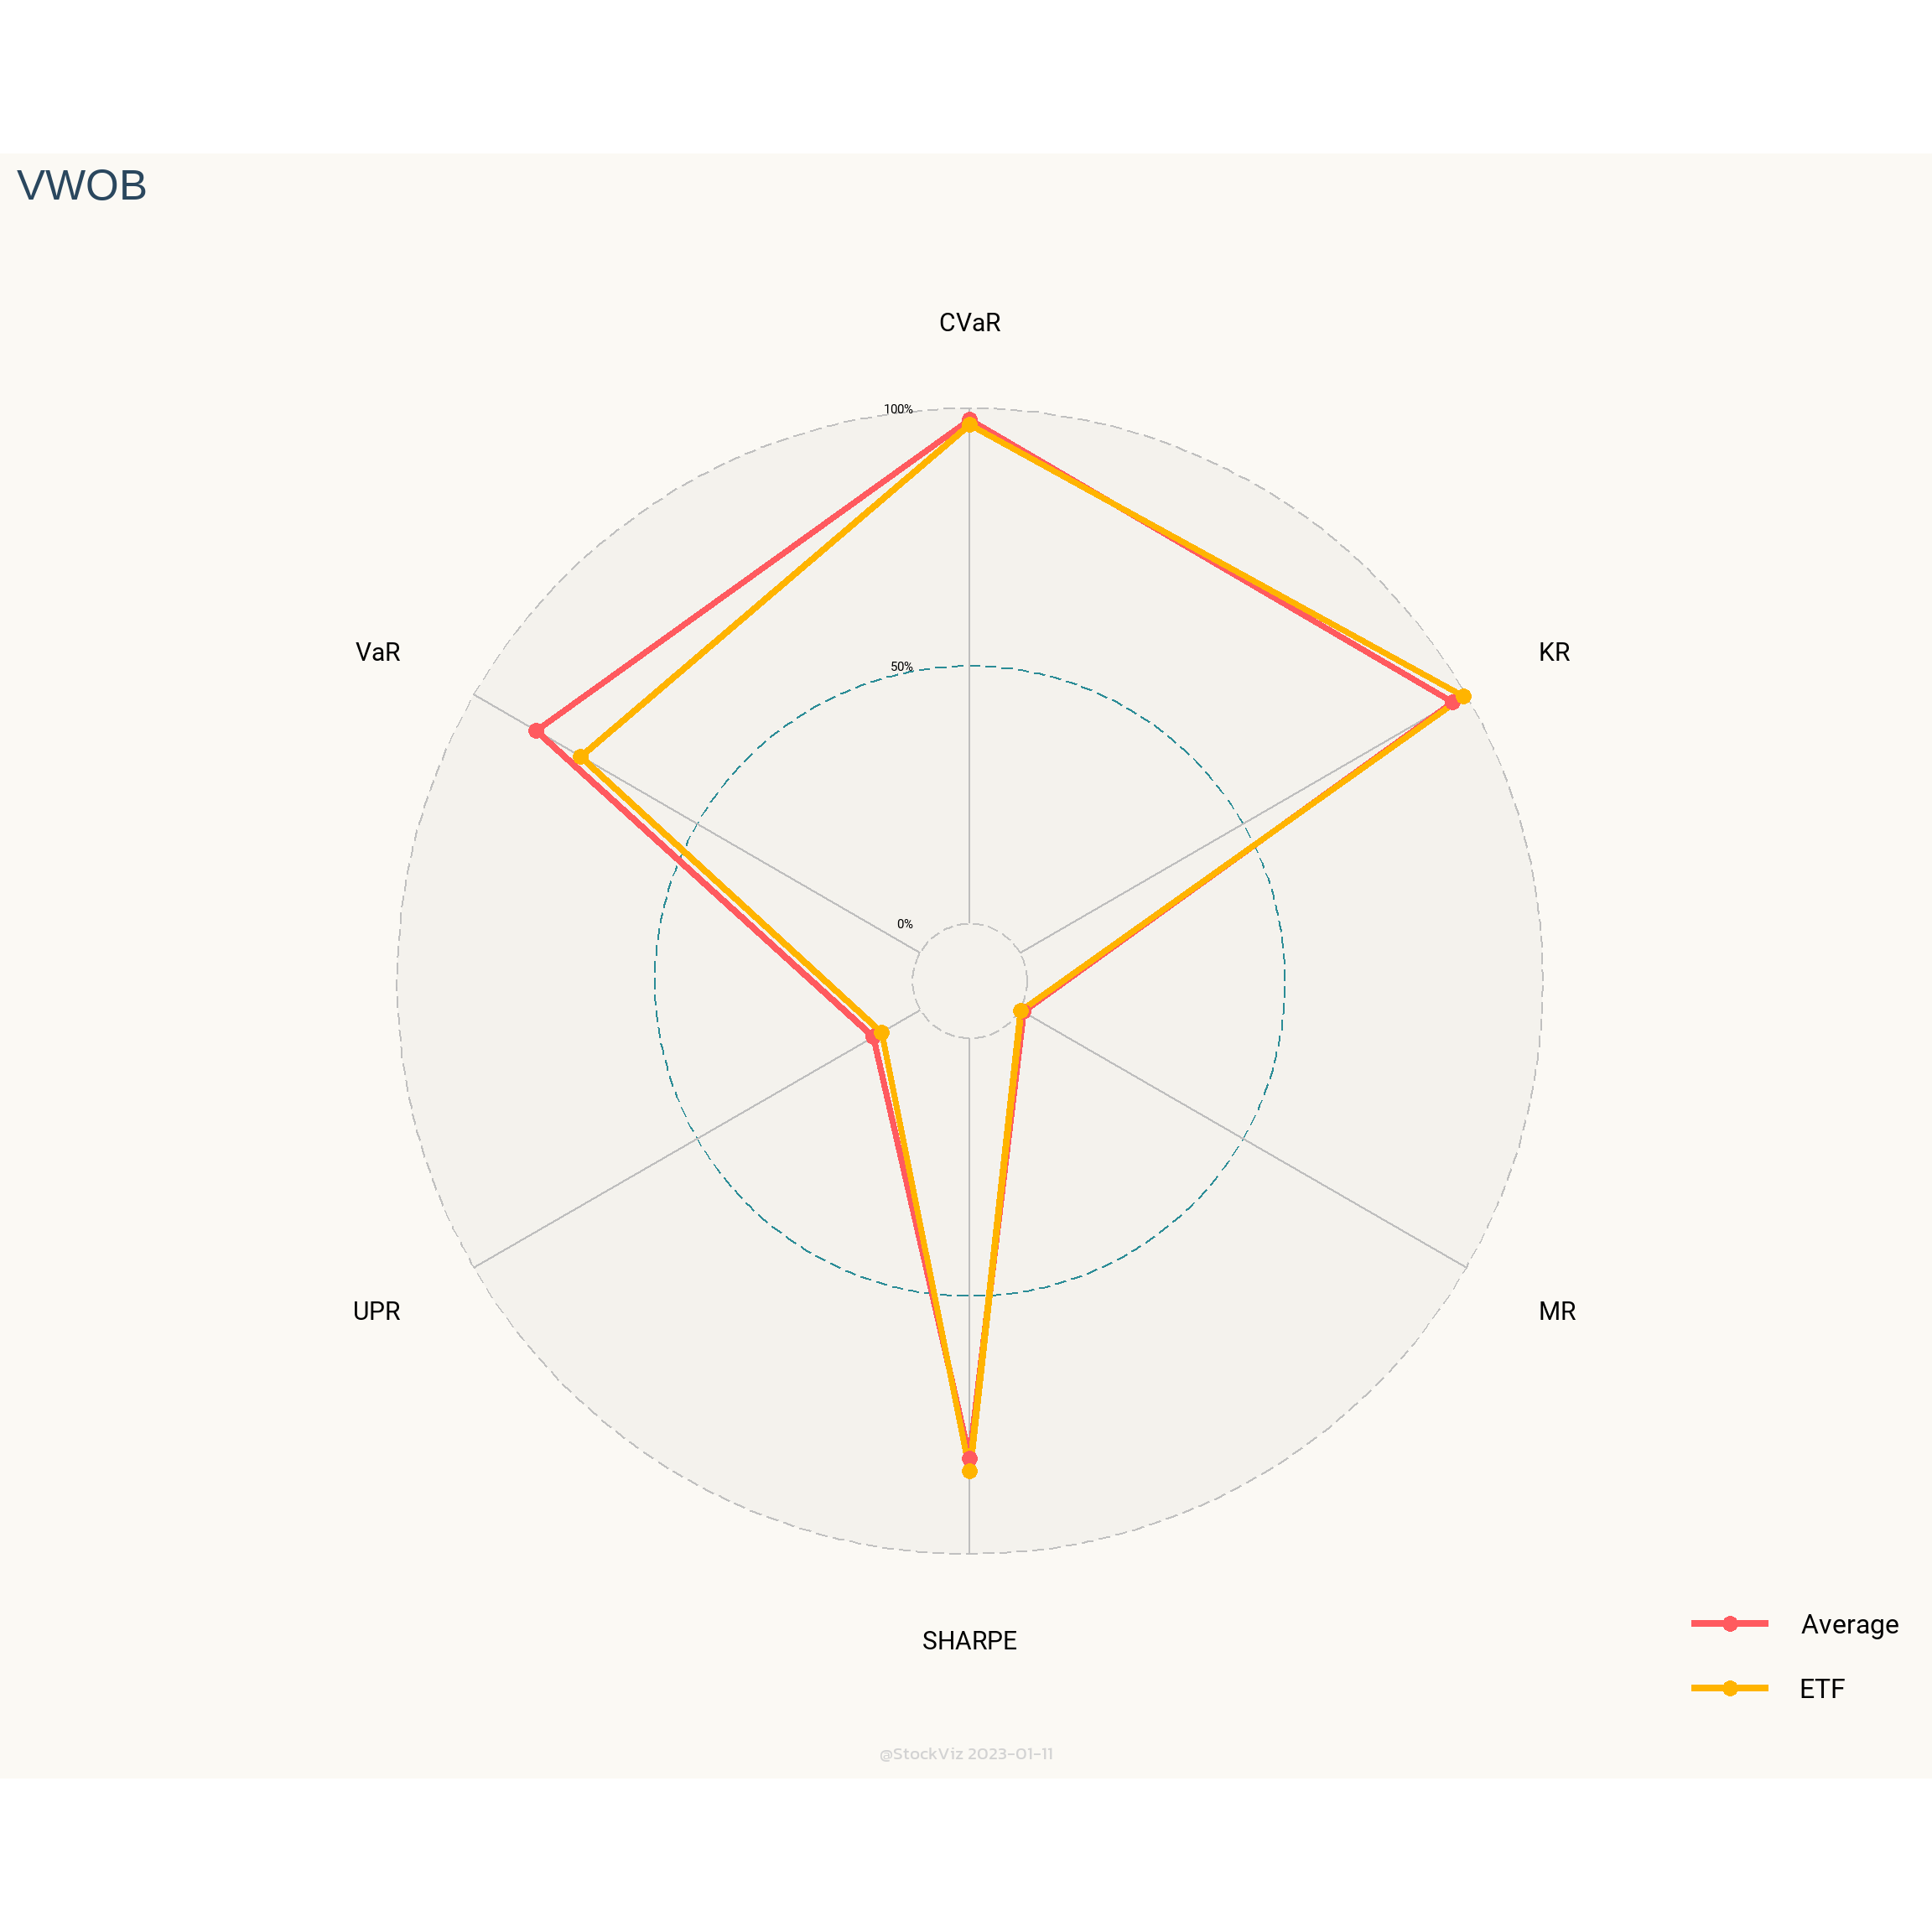 VWOB
CVaR
100%
VaR
KR
50%
0%
UPR
MR
SHARPE
Average
ETF
@StockViz 2023-01-11